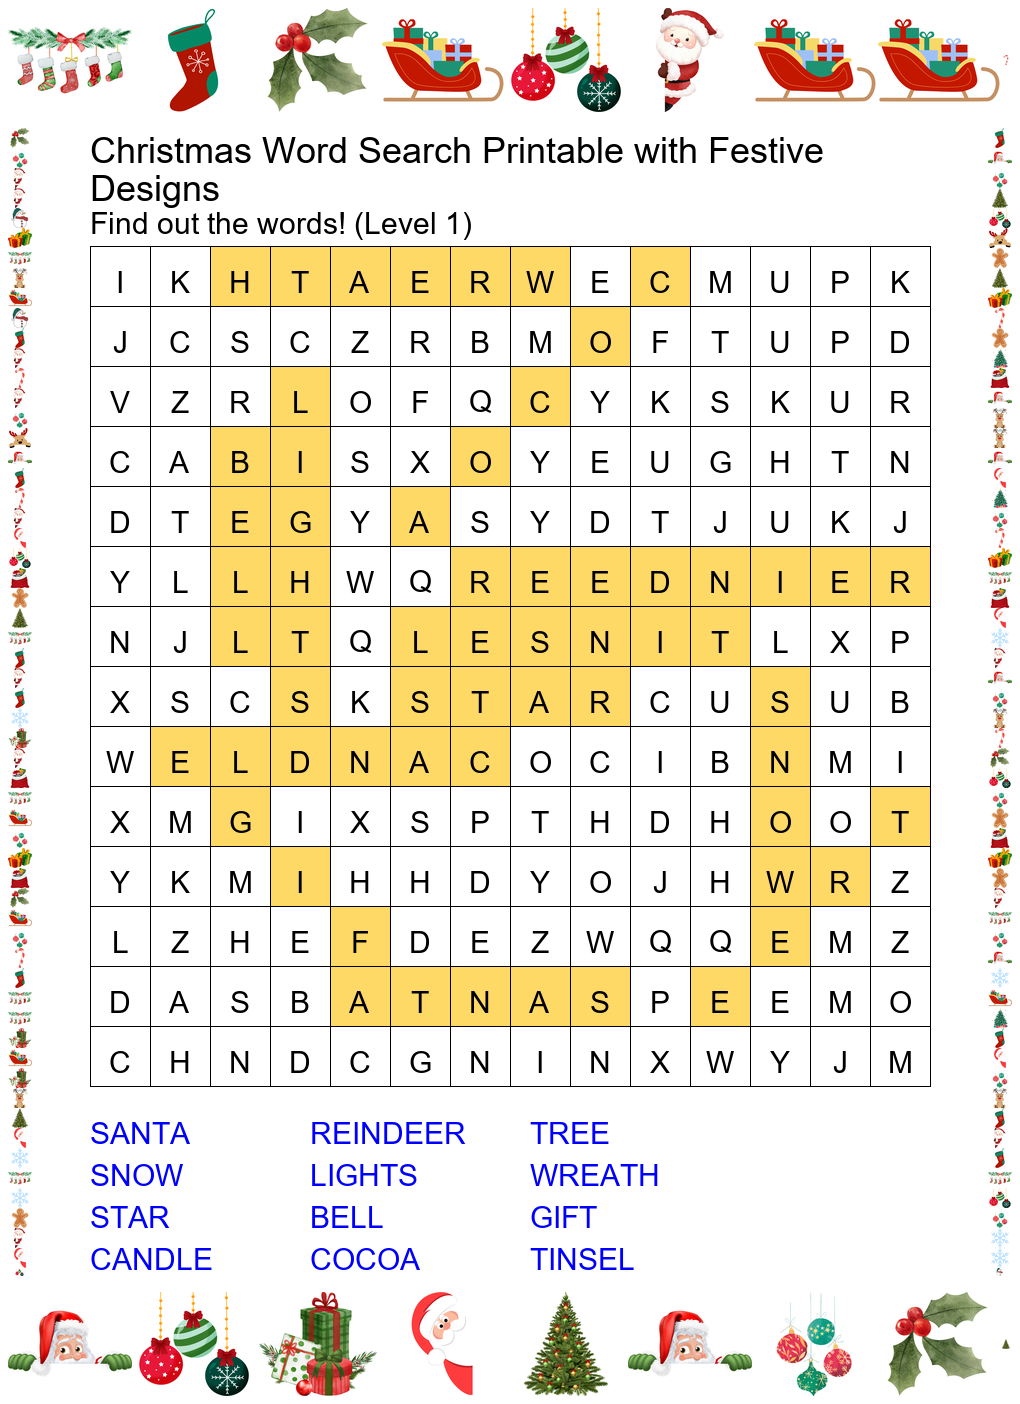 Christmas Word Search Printable with Festive
Designs
Find out the words! (Level 1)
I K H T A E R W E C M U P K
J C S C Z R B M O F T U P D
V Z R L O F Q C Y K S K U R
C A B I S X O Y E U G H T N
D T E G Y A S Y D T J U K J
Y L L H W Q R E E D N I E R
N J L T Q L E S N I T L X P
X S C S K S T A R C U S U B
W E L D N A C O C I B N M I
X M G I X S P T H D H O O T
Y K M I H H D Y O J H W R Z
L Z H E F D E Z W Q Q E M Z
D A S B A T N A S P E E M O
C H N D C G N I N X W Y J M
SANTA REINDEER TREE
SNOW LIGHTS WREATH
STAR BELL GIFT
CANDLE COCOA TINSEL